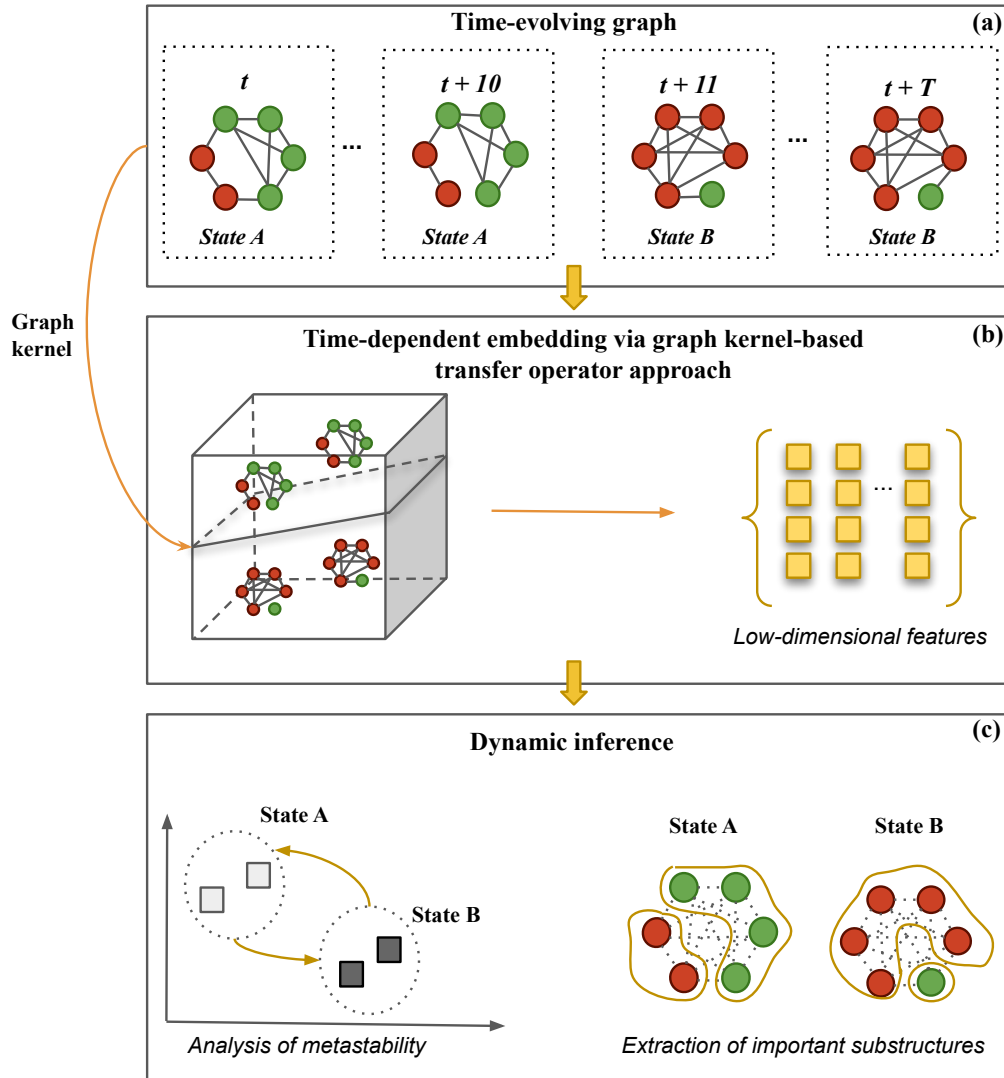 Time-evolving graph
(a)
t
t + 10
t + 11
t + T
...
...
State A
State A
State B
State B
Graph
kernel
Time-dependent embedding via graph kernel-based
transfer operator approach
(b)
...
Low-dimensional features
Dynamic inference
(c)
State A
State B
State A
State B
Analysis of metastability
Extraction of important substructures